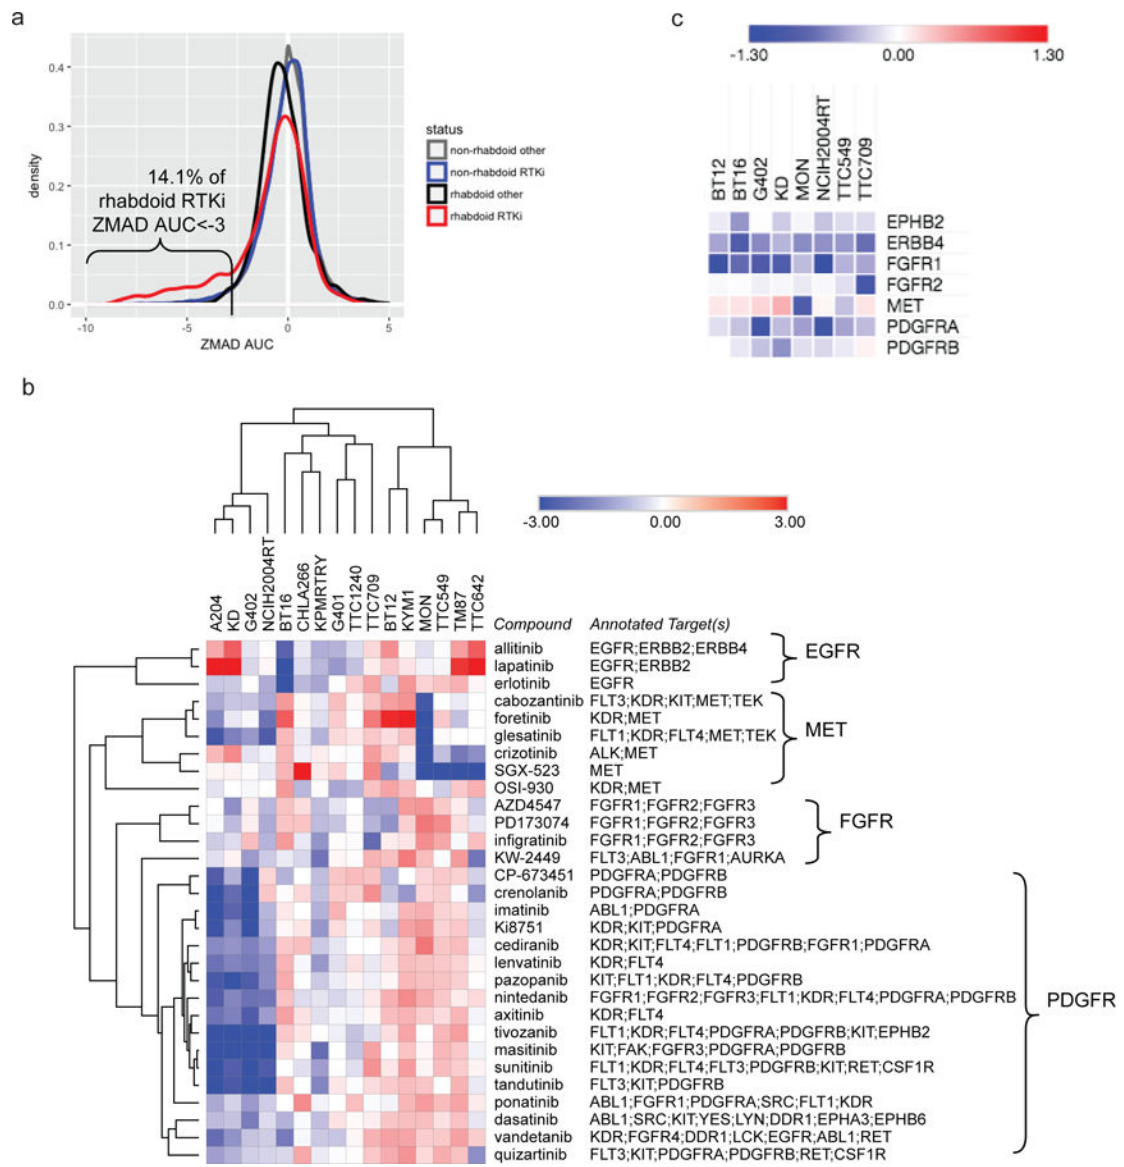 a
0.4
0.3
0.2
0.1
0.0
density
14.1% of
rhabdoid RTKi
ZMAD AUC<-3
-10
-5
0
5
ZMAD AUC
status
non-rhabdoid other
non-rhabdoid RTKi
rhabdoid other
rhabdoid RTKi
c
-1.30 0.00 1.30
BT12
BT16
G402
KD
MON
NCIH2004RT
TTC549
TTC709
EPHB2
ERBB4
FGFR1
FGFR2
MET
PDGFRA
PDGFRB
b
-3.00 0.00 3.00
A204
KD
G402
NCIH2004RT
BT16
CHLA266
KPMRTRY
G401
TTC1240
TTC709
BT12
KYM1
MON
TTC549
TM87
TTC642
Compound Annotated Target(s)
allitinib EGFR;ERBB2;ERBB4
lapatinib EGFR;ERBB2
erlotinib EGFR
EGFR
cabozantinib FLT3;KDR;KIT;MET;TEK
foretinib KDR;MET
glesatinib FLT1;KDR;FLT4;MET;TEK
crizotinib ALK;MET
SGX-523 MET
OSI-930 KDR;MET
MET
AZD4547 FGFR1;FGFR2;FGFR3
PD173074 FGFR1;FGFR2;FGFR3
infigratinib FGFR1;FGFR2;FGFR3
KW-2449 FLT3;ABL1;FGFR1;AURKA
FGFR
CP-673451 PDGFRA;PDGFRB
crenolanib PDGFRA;PDGFRB
imatinib ABL1;PDGFRA
Ki8751 KDR;KIT;PDGFRA
cediranib KDR;KIT;FLT4;FLT1;PDGFRB;FGFR1;PDGFRA
lenvatinib KDR;FLT4
pazopanib KIT;FLT1;KDR;FLT4;PDGFRB
nintedanib FGFR1;FGFR2;FGFR3;FLT1;KDR;FLT4;PDGFRA;PDGFRB
axitinib KDR;FLT4
tivozanib FLT1;KDR;FLT4;PDGFRA;PDGFRB;KIT;EPHB2
masitinib KIT;FAK;FGFR3;PDGFRA;PDGFRB
sunitinib FLT1;KDR;FLT4;FLT3;PDGFRB;KIT;RET;CSF1R
tandutinib FLT3;KIT;PDGFRB
ponatinib ABL1;FGFR1;PDGFRA;SRC;FLT1;KDR
dasatinib ABL1;SRC;KIT;YES;LYN;DDR1;EPHA3;EPHB6
vandetanib KDR;FGFR4;DDR1;LCK;EGFR;ABL1;RET
quizartinib FLT3;KIT;PDGFRA;PDGFRB;RET;CSF1R
PDGFR